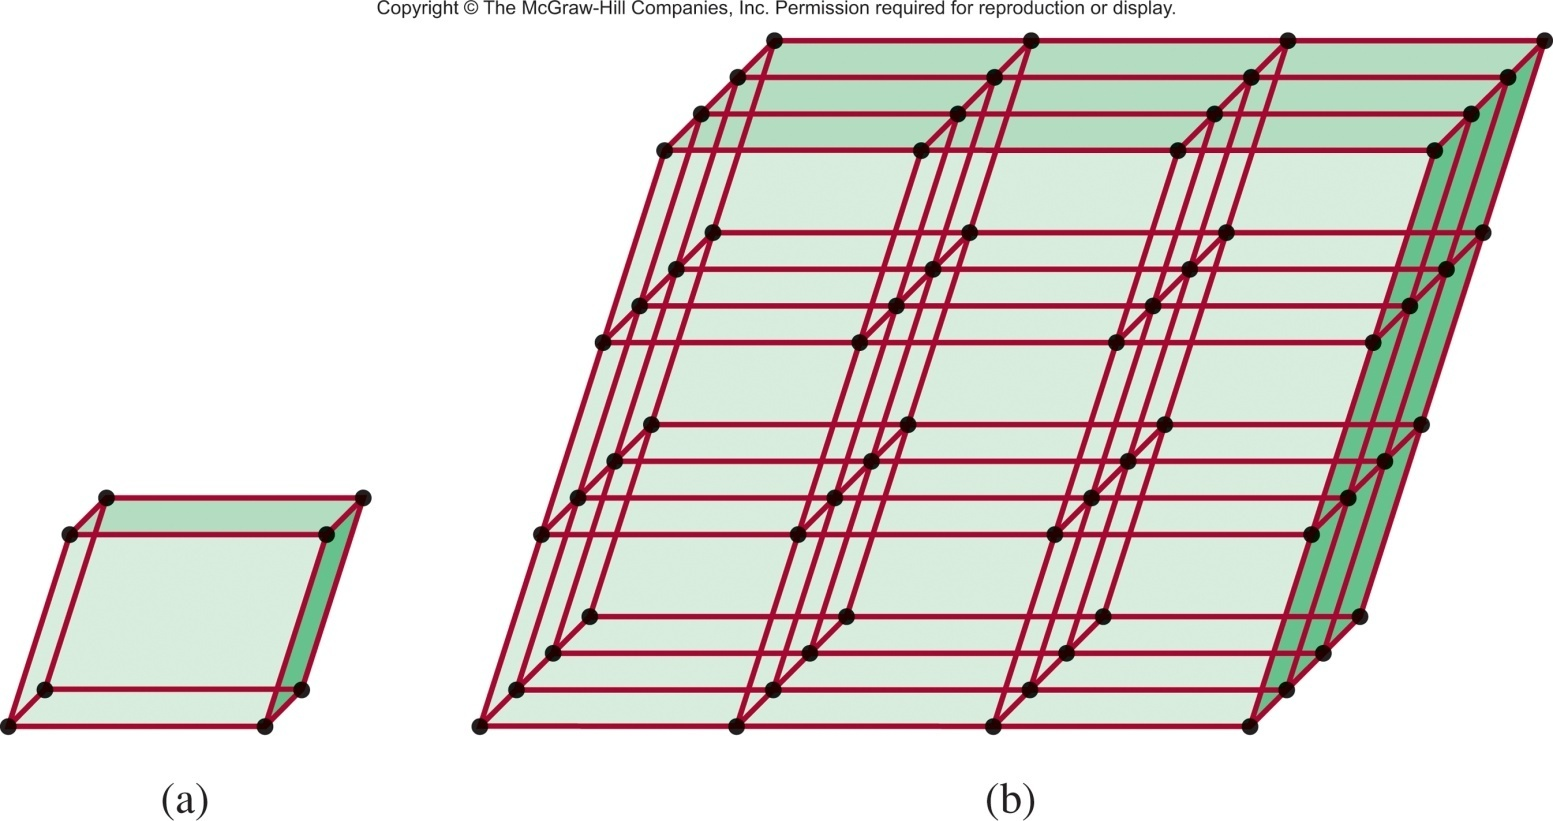 Copyright © The McGraw-Hill Companies, Inc. Permission required for reproduction or display.
(a)
(b)